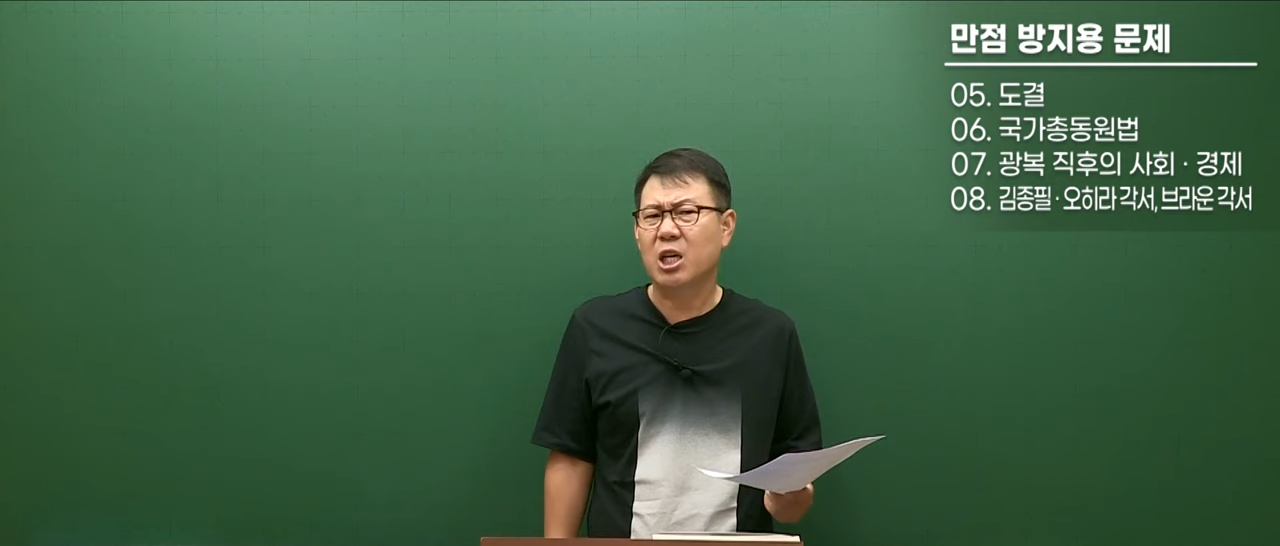 만점 방지용 문제
05. 도결
06. 국가총동원법
07. 광복 직후의 사회 · 경제
08. 김종필 · 오히라 각서, 브라운 각서